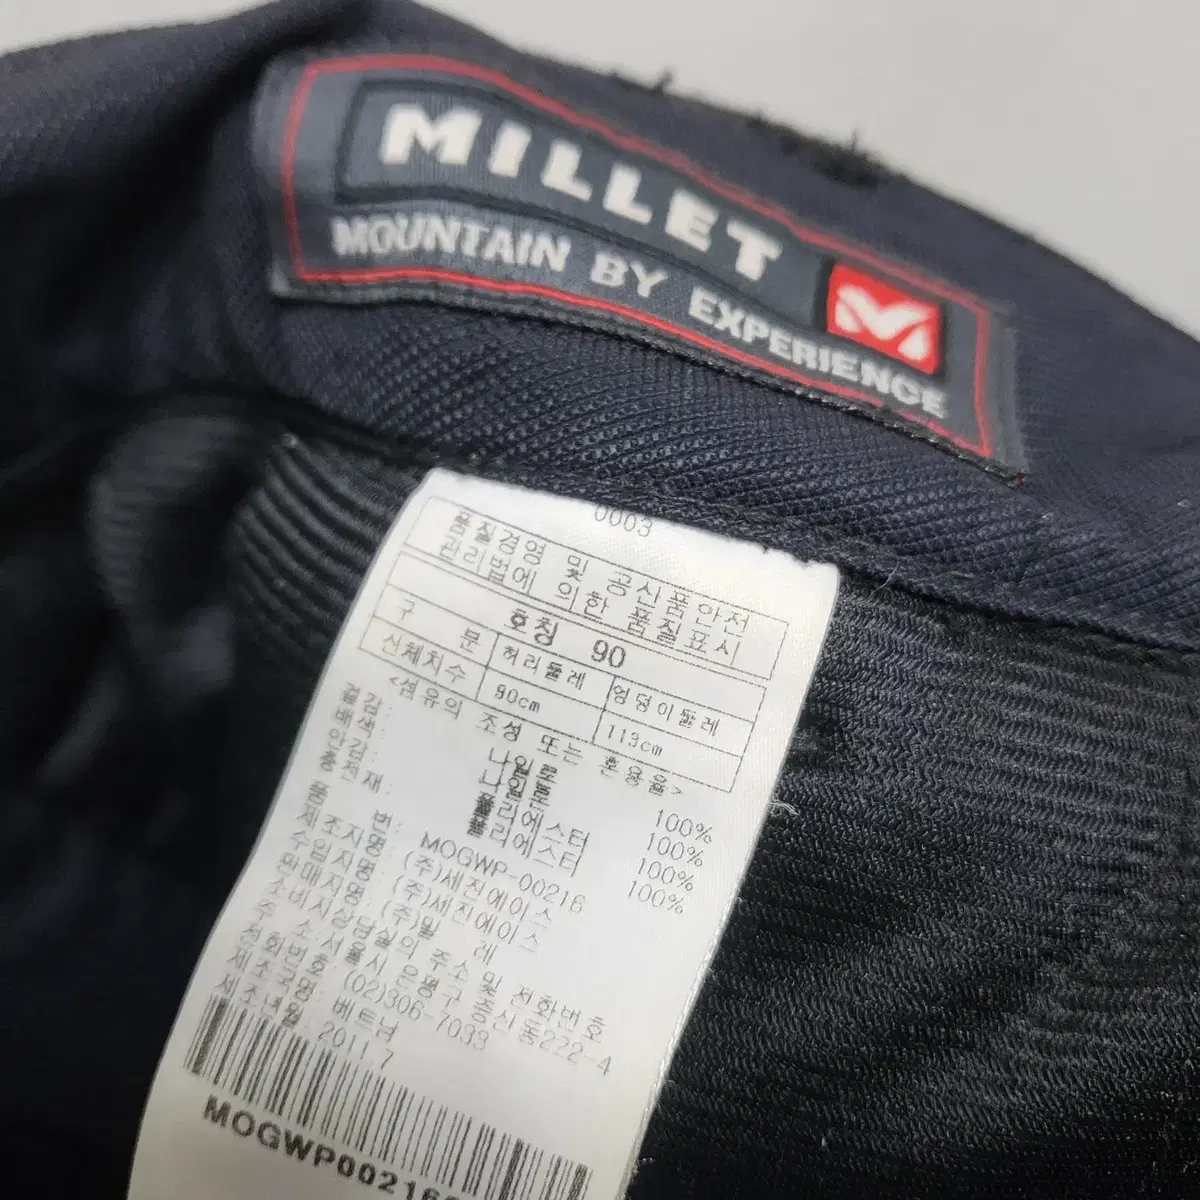 MILLET
MOUNTAIN BY EXPERIENCE
0003
품질경영 및 공산품안전
관리법에 의한 품질표시
호칭 90
구 분 허리둘레 엉덩이둘레
신체치수 90cm 113cm
<섬유의 조성 또는 혼용율>
겉감: 나일론 100%
나일론 100%
폴리에스터 100%
충전재: 폴리에스터 100%
품 번: MOGWP-00216
제조자명: (주)세진에이스
수입자명: (주)세진에이스
판매자명: (주)밀 레
소비자상담실의 주소 및 전화번호
주 소: 서울시 은평구 증산동222-4
전화번호: (02)306-7033
제조국명: 베트남
제조년월: 2011.7
MOGWP00216